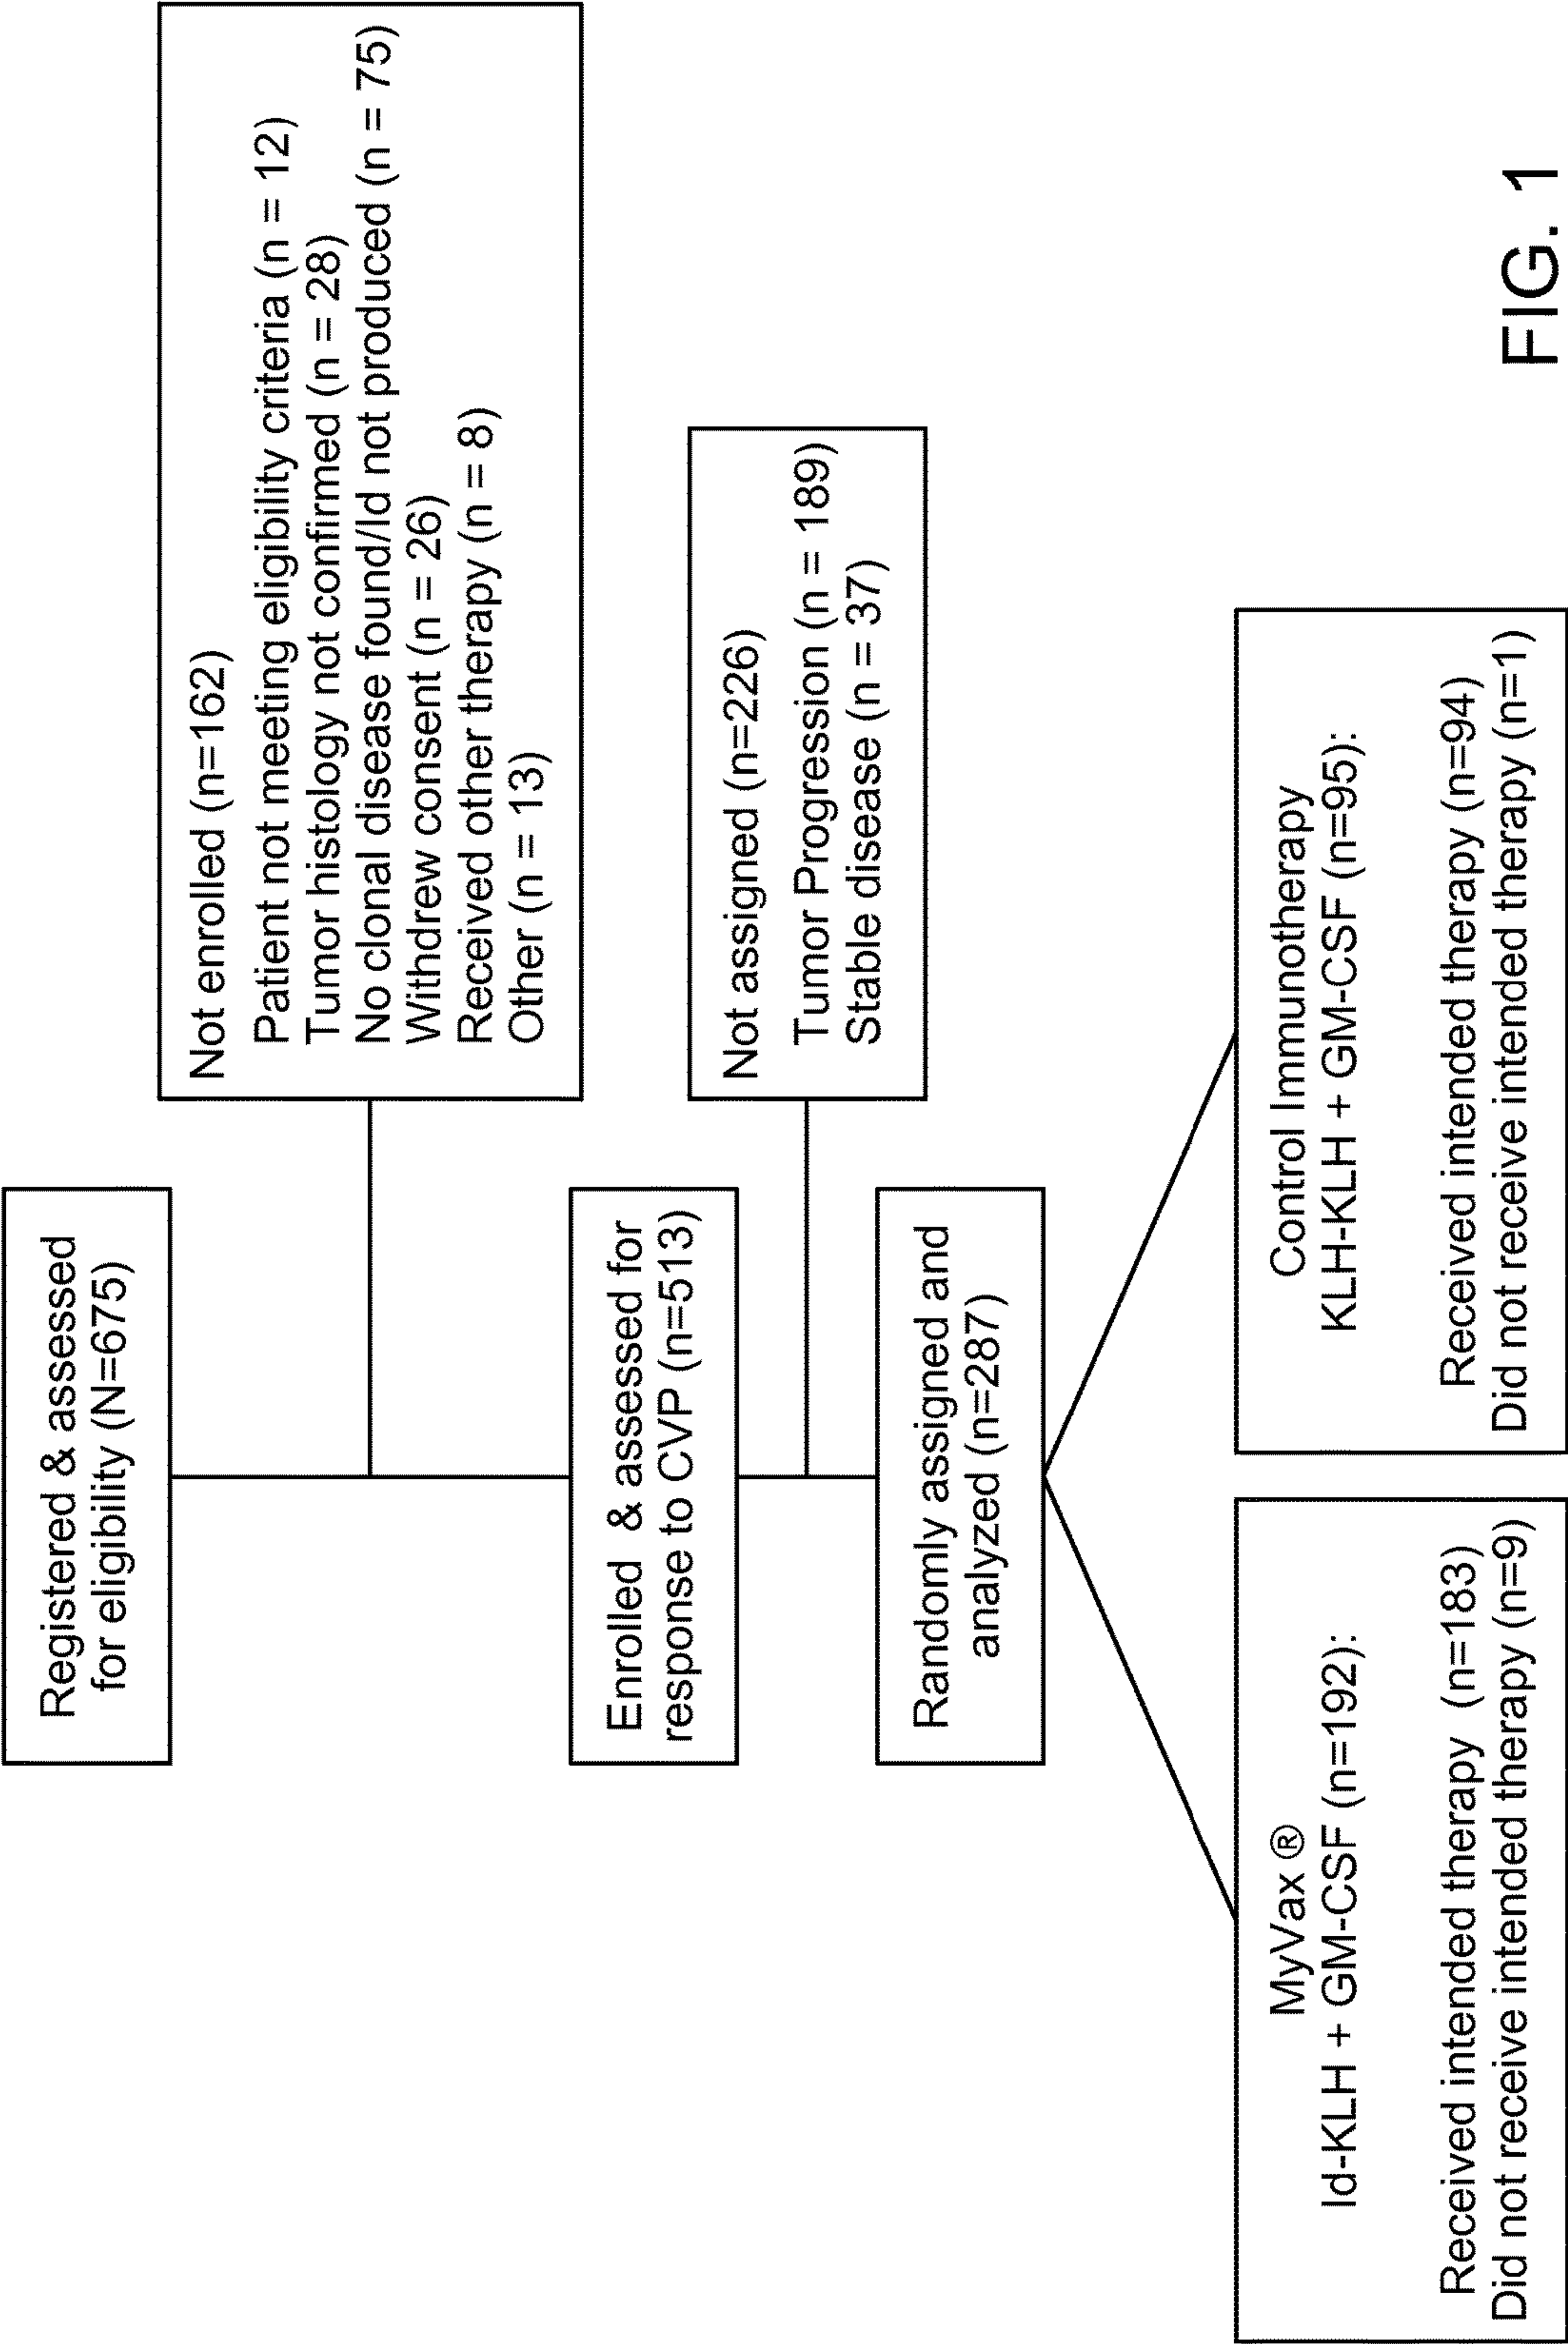 Registered & assessed
for eligibility (N=675)
Not enrolled (n=162)
Patient not meeting eligibility criteria (n = 12)
Tumor histology not confirmed (n = 28)
No clonal disease found/Id not produced (n = 75)
Withdrew consent (n = 26)
Received other therapy (n = 8)
Other (n = 13)
Enrolled & assessed for
response to CVP (n=513)
Not assigned (n=226)
Tumor Progression (n = 189)
Stable disease (n = 37)
Randomly assigned and
analyzed (n=287)
MyVax ®
Id-KLH + GM-CSF (n=192):
Received intended therapy (n=183)
Did not receive intended therapy (n=9)
Control Immunotherapy
KLH-KLH + GM-CSF (n=95):
Received intended therapy (n=94)
Did not receive intended therapy (n=1)
FIG. 1